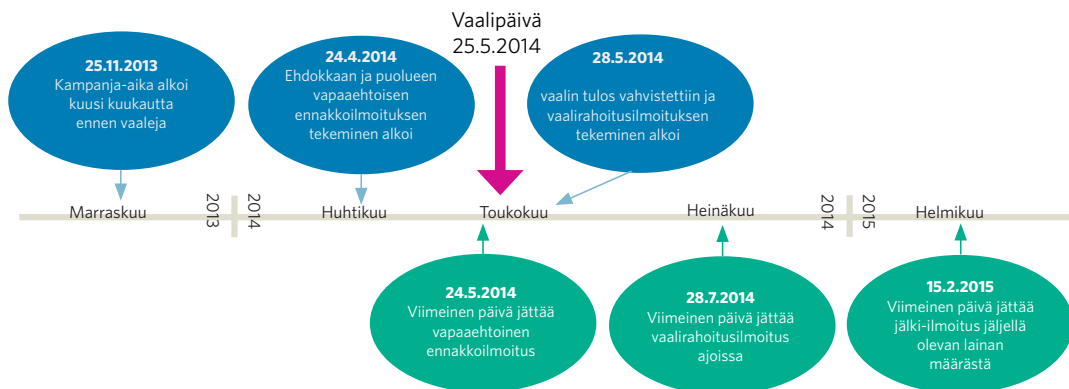 Vaalipäivä
25.5.2014
25.11.2013
Kampanja-aika alkoi
kuusi kuukautta
ennen vaaleja
24.4.2014
Ehdokkaan ja puolueen
vapaaehtoisen
ennakkoilmoituksen
tekeminen alkoi
28.5.2014
vaalin tulos vahvistettiin ja
vaalirahoitusilmoituksen
tekeminen alkoi
Marraskuu
2013
2014
Huhtikuu
Toukokuu
Heinäkuu
2014
2015
Helmikuu
24.5.2014
Viimeinen päivä jättää
vapaaehtoinen
ennakkoilmoitus
28.7.2014
Viimeinen päivä jättää
vaalirahoitusilmoitus
ajoissa
15.2.2015
Viimeinen päivä jättää
jälki-ilmoitus jäljellä
olevan lainan
määrästä